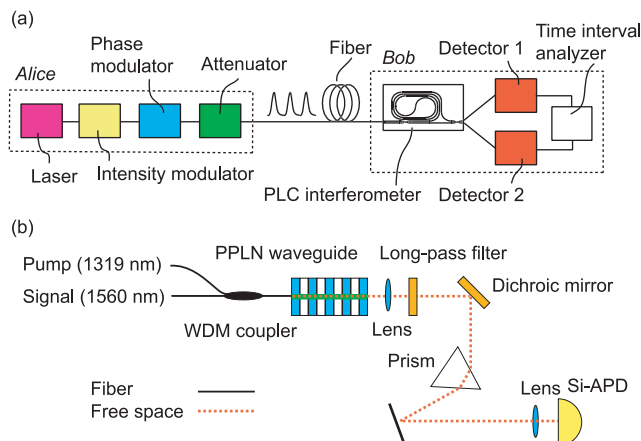 (a)
Alice
Phase
modulator
Attenuator
Fiber
Bob
Detector 1
Time interval
analyzer
Laser
Intensity modulator
PLC interferometer
Detector 2
(b)
PPLN waveguide
Long-pass filter
Pump (1319 nm)
Signal (1560 nm)
Dichroic mirror
WDM coupler
Lens
Prism
Fiber
Free space
Lens
Si-APD